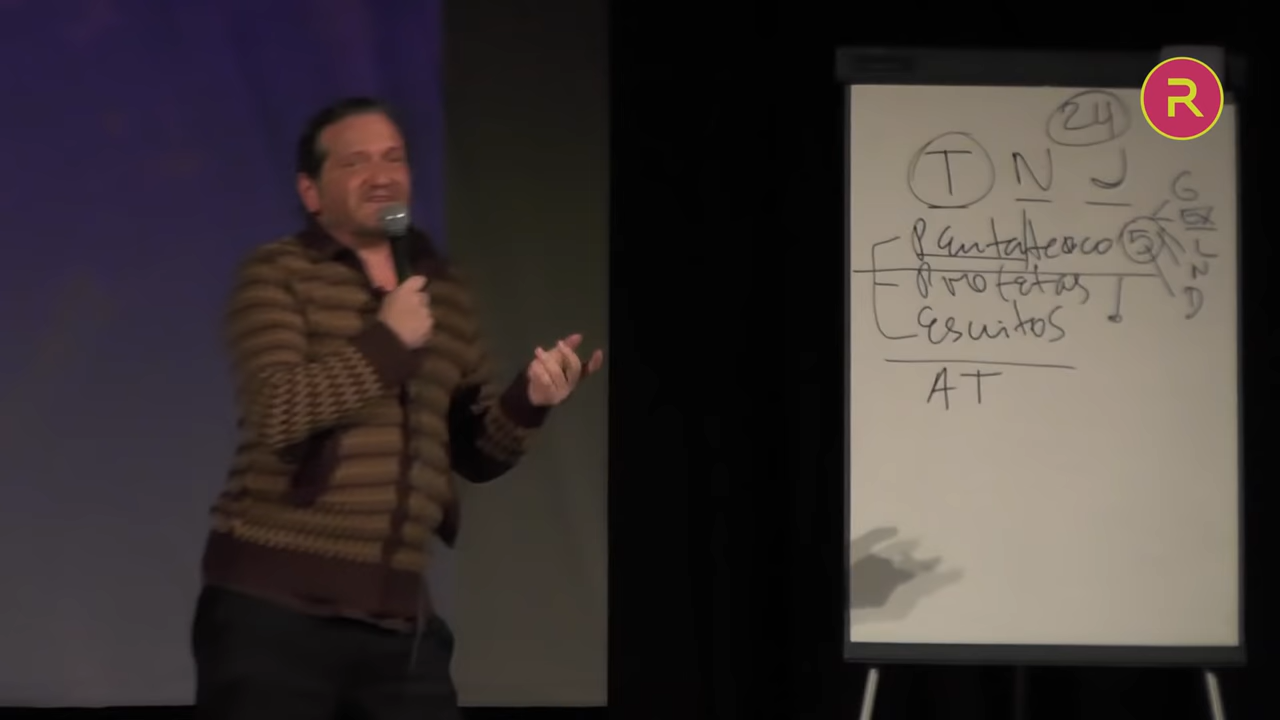 R
24
T N J
Pentateuco 5
G
EX
L
N
D
Profetas
Escritos
AT